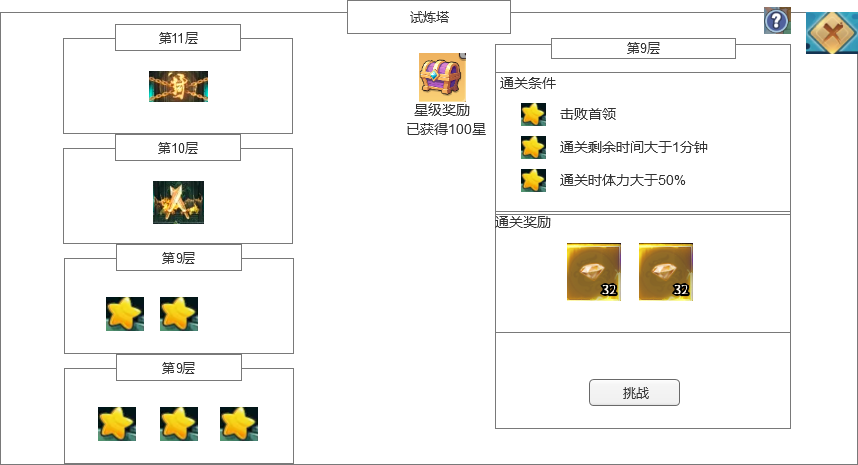 试炼塔
?
第11层
封
第10层
第9层
第9层
星级奖励
已获得100星
第9层
通关条件
击败首领
通关剩余时间大于1分钟
通关时体力大于50%
通关奖励
32
32
挑战